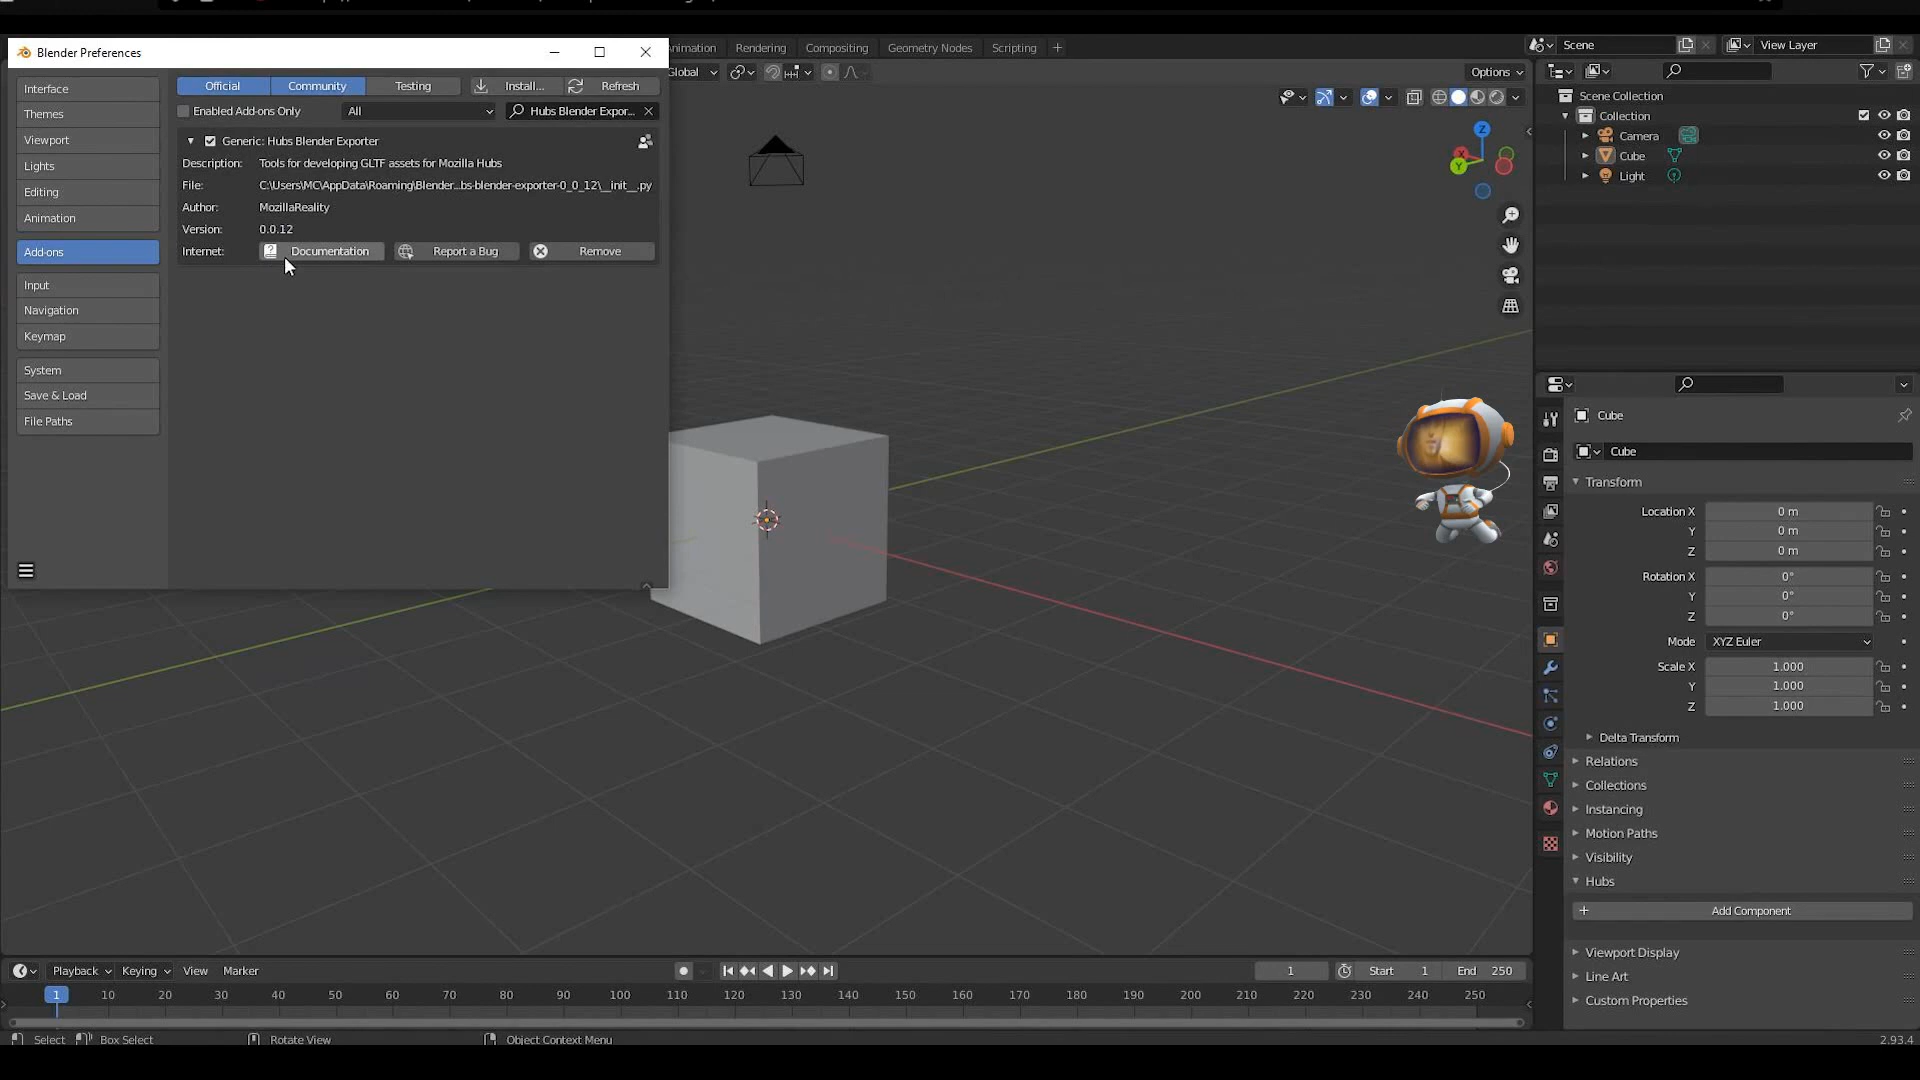 Blender Preferences
Animation Rendering Compositing Geometry Nodes Scripting
Scene View Layer
Interface
Themes
Viewport
Lights
Editing
Animation
Add-ons
Input
Navigation
Keymap
System
Save & Load
File Paths
Official Community Testing Install... Refresh
Enabled Add-ons Only All Hubs Blender Expor...
Generic: Hubs Blender Exporter
Description: Tools for developing GLTF assets for Mozilla Hubs
File: C:\Users\MC\AppData\Roaming\Blender...bs-blender-exporter-0_0_12\__init__.py
Author: MozillaReality
Version: 0.0.12
Internet: Documentation Report a Bug Remove
Global Options
Z
X
Y
Scene Collection
Collection
Camera
Cube
Light
Cube
Cube
Transform
Location X 0 m
Y 0 m
Z 0 m
Rotation X 0°
Y 0°
Z 0°
Mode XYZ Euler
Scale X 1.000
Y 1.000
Z 1.000
Delta Transform
Relations
Collections
Instancing
Motion Paths
Visibility
Hubs
+ Add Component
Viewport Display
Line Art
Custom Properties
Playback Keying View Marker 1 Start 1 End 250
1 10 20 30 40 50 60 70 80 90 100 110 120 130 140 150 160 170 180 190 200 210 220 230 240 250
Select Box Select Rotate View Object Context Menu 2.93.4